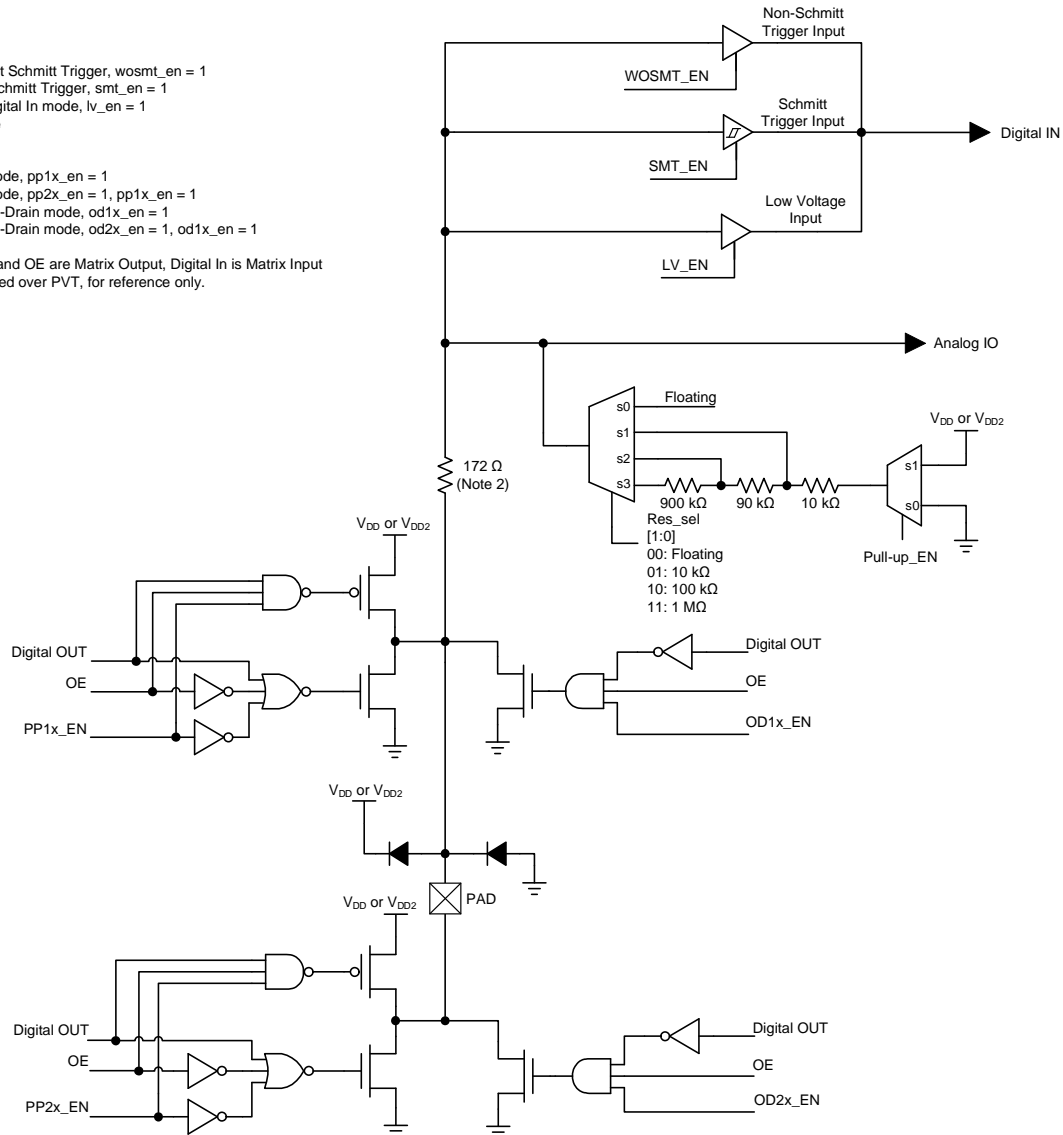 t Schmitt Trigger, wosmt_en = 1
chmitt Trigger, smt_en = 1
gital In mode, lv_en = 1
ode, pp1x_en = 1
ode, pp2x_en = 1, pp1x_en = 1
-Drain mode, od1x_en = 1
-Drain mode, od2x_en = 1, od1x_en = 1
and OE are Matrix Output, Digital In is Matrix Input
ed over PVT, for reference only.
Non-Schmitt
Trigger Input
WOSMT_EN
Schmitt
Trigger Input
Digital IN
SMT_EN
Low Voltage
Input
LV_EN
Analog IO
Floating
s0
s1
s2
s3
VDD or VDD2
s1
s0
900 kΩ
90 kΩ
10 kΩ
Pull-up_EN
Res_sel
[1:0]
00: Floating
01: 10 kΩ
10: 100 kΩ
11: 1 MΩ
172 Ω
(Note 2)
VDD or VDD2
Digital OUT
OE
PP1x_EN
Digital OUT
OE
OD1x_EN
VDD or VDD2
PAD
VDD or VDD2
Digital OUT
OE
PP2x_EN
Digital OUT
OE
OD2x_EN